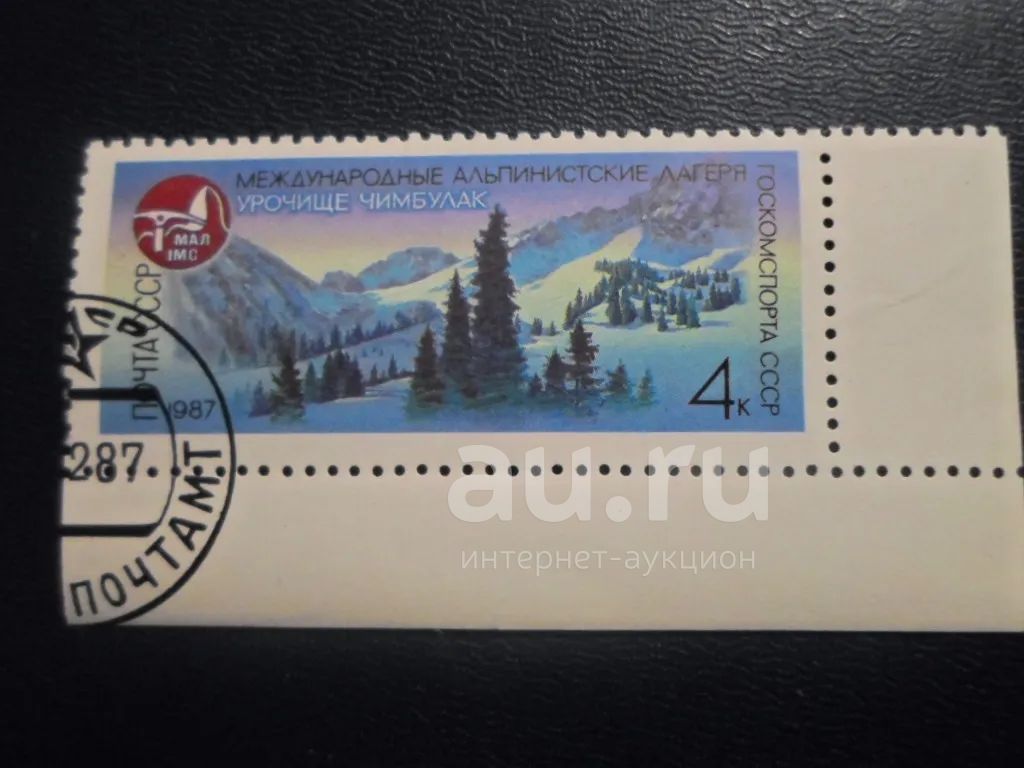 МЕЖДУНАРОДНЫЕ АЛЬПИНИСТСКИЕ ЛАГЕРЯ
УРОЧИЩЕ ЧИМБУЛАК
МАЛ
IMC
ГОСКОМСПОРТА СССР
ПОЧТА СССР
1987
4к
287
ПОЧТАМТ
au.ru
интернет-аукцион